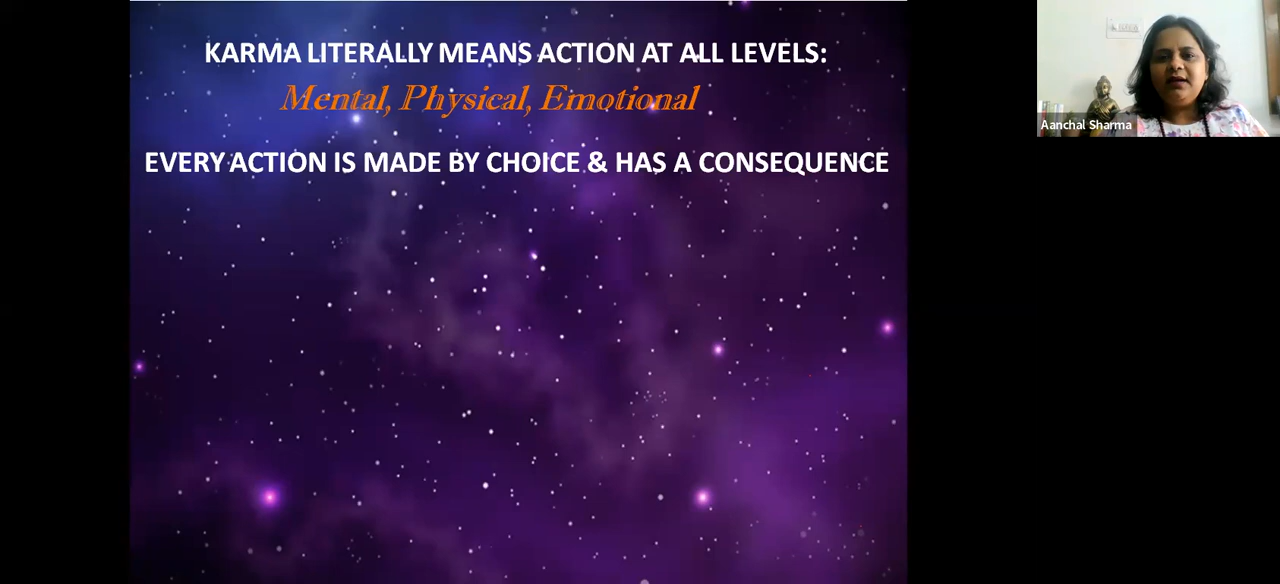 KARMA LITERALLY MEANS ACTION AT ALL LEVELS:
Mental, Physical, Emotional
EVERY ACTION IS MADE BY CHOICE & HAS A CONSEQUENCE
Aanchal Sharma